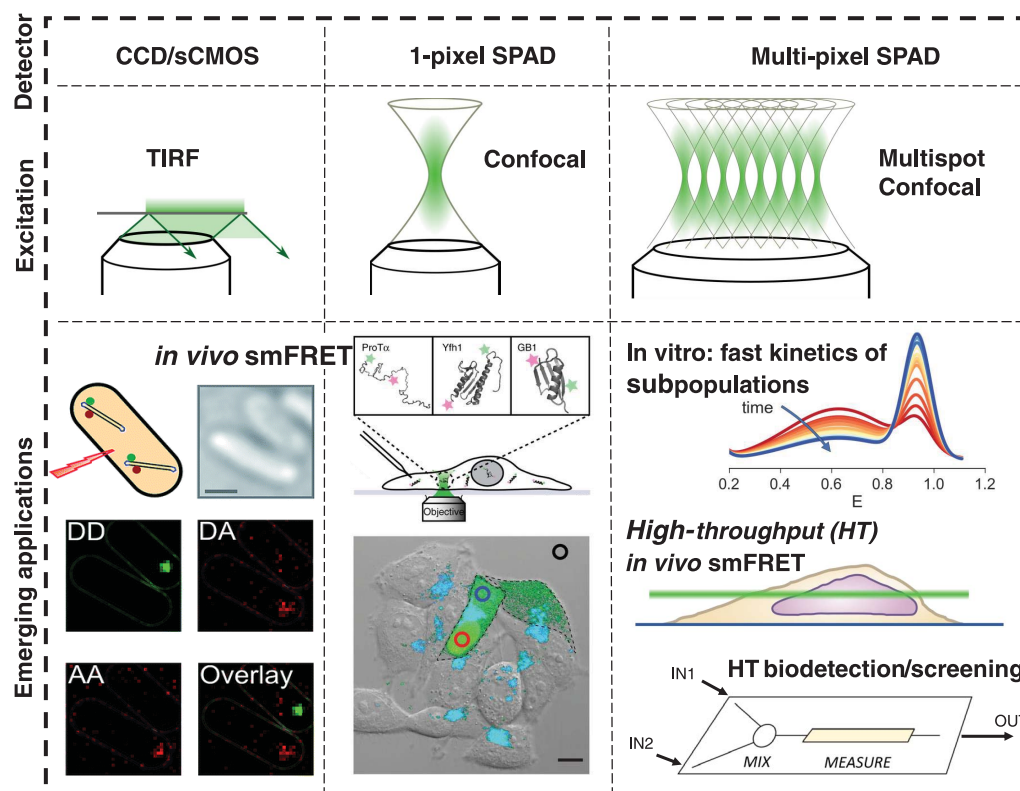 Detector
CCD/sCMOS
1-pixel SPAD
Multi-pixel SPAD
Excitation
TIRF
Confocal
Multispot
Confocal
Emerging applications
in vivo smFRET
DD
DA
AA
Overlay
ProTα
Yfh1
GB1
Objective
In vitro: fast kinetics of
subpopulations
time
0.2
0.4
0.6
0.8
1.0
1.2
E
High-throughput (HT)
in vivo smFRET
HT biodetection/screening
IN1
IN2
MIX
MEASURE
OUT